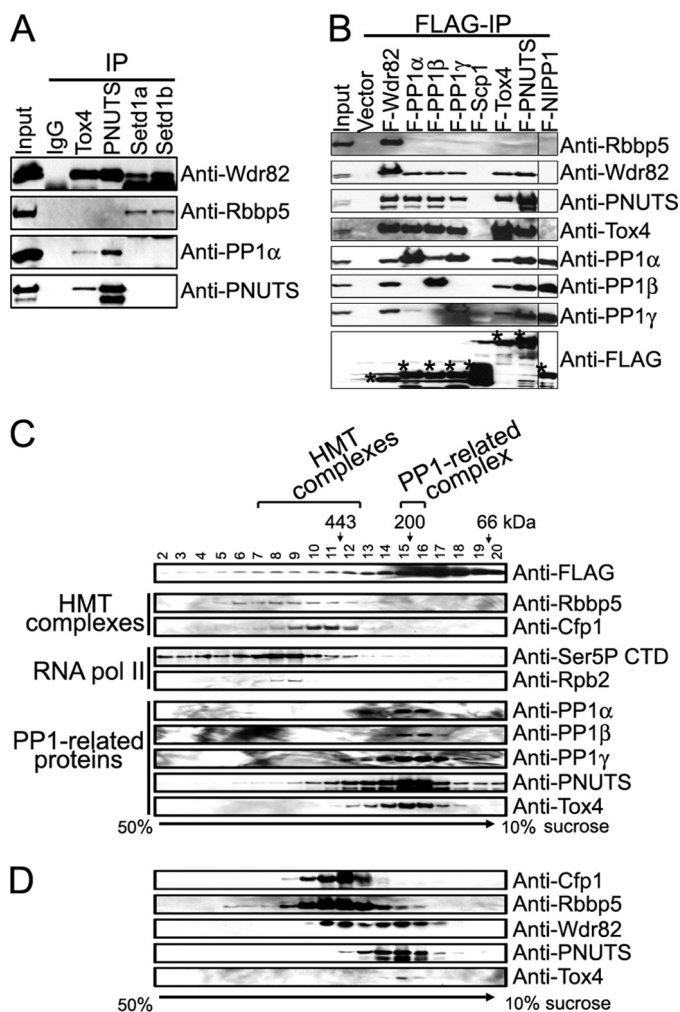 A
IP
Input
IgG
Tox4
PNUTS
Setd1a
Setd1b
Anti-Wdr82
Anti-Rbbp5
Anti-PP1α
Anti-PNUTS
B
FLAG-IP
Input
Vector
F-Wdr82
F-PP1α
F-PP1β
F-PP1γ
F-Scp1
F-Tox4
F-PNUTS
F-NIPP1
Anti-Rbbp5
Anti-Wdr82
Anti-PNUTS
Anti-Tox4
Anti-PP1α
Anti-PP1β
Anti-PP1γ
* *
Anti-FLAG
* * * * * *
C
HMT complexes
PP1-related complex
443 200 66 kDa
2 3 4 5 6 7 8 9 10 11 12 13 14 15 16 17 18 19 20
Anti-FLAG
HMT complexes
Anti-Rbbp5
Anti-Cfp1
RNA pol II
Anti-Ser5P CTD
Anti-Rpb2
PP1-related proteins
Anti-PP1α
Anti-PP1β
Anti-PP1γ
Anti-PNUTS
Anti-Tox4
50% 10% sucrose
D
Anti-Cfp1
Anti-Rbbp5
Anti-Wdr82
Anti-PNUTS
Anti-Tox4
50% 10% sucrose